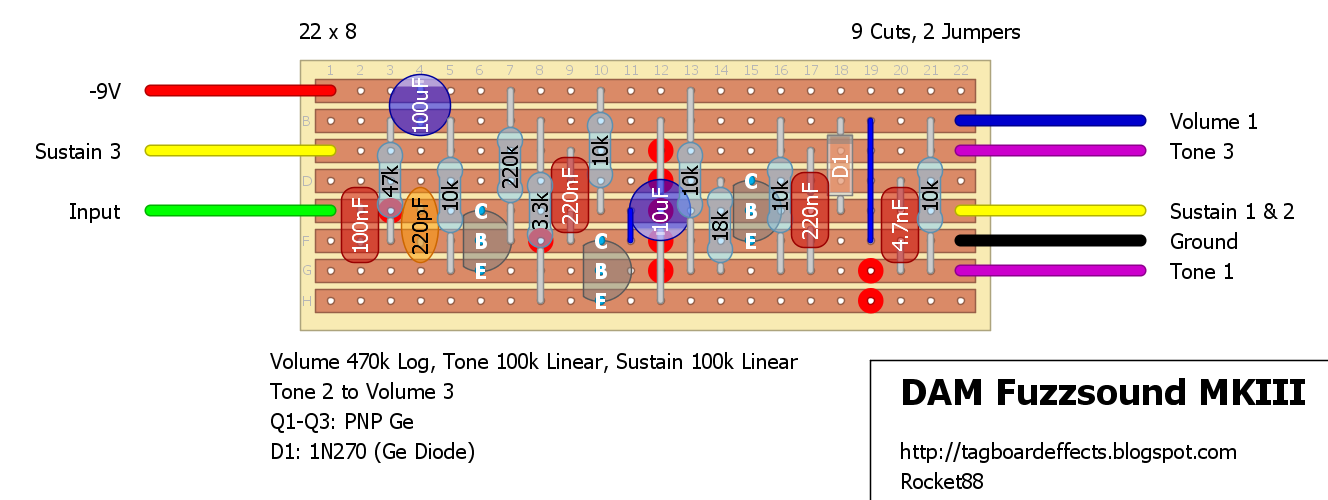 22 x 8
9 Cuts, 2 Jumpers
1 2 3 4 5 6 7 8 9 10 11 12 13 14 15 16 17 18 19 20 21 22
-9V
Sustain 3
Input
B
D
F
G
H
100uF
47k
100nF
220pF
10k
C
B
E
220k
3.3k
220nF
10k
C
B
E
10uF
10k
18k
C
B
E
10k
220nF
D1
4.7nF
10k
Volume 1
Tone 3
Sustain 1 & 2
Ground
Tone 1
Volume 470k Log, Tone 100k Linear, Sustain 100k Linear
Tone 2 to Volume 3
Q1-Q3: PNP Ge
D1: 1N270 (Ge Diode)
DAM Fuzzsound MKIII
http://tagboardeffects.blogspot.com
Rocket88